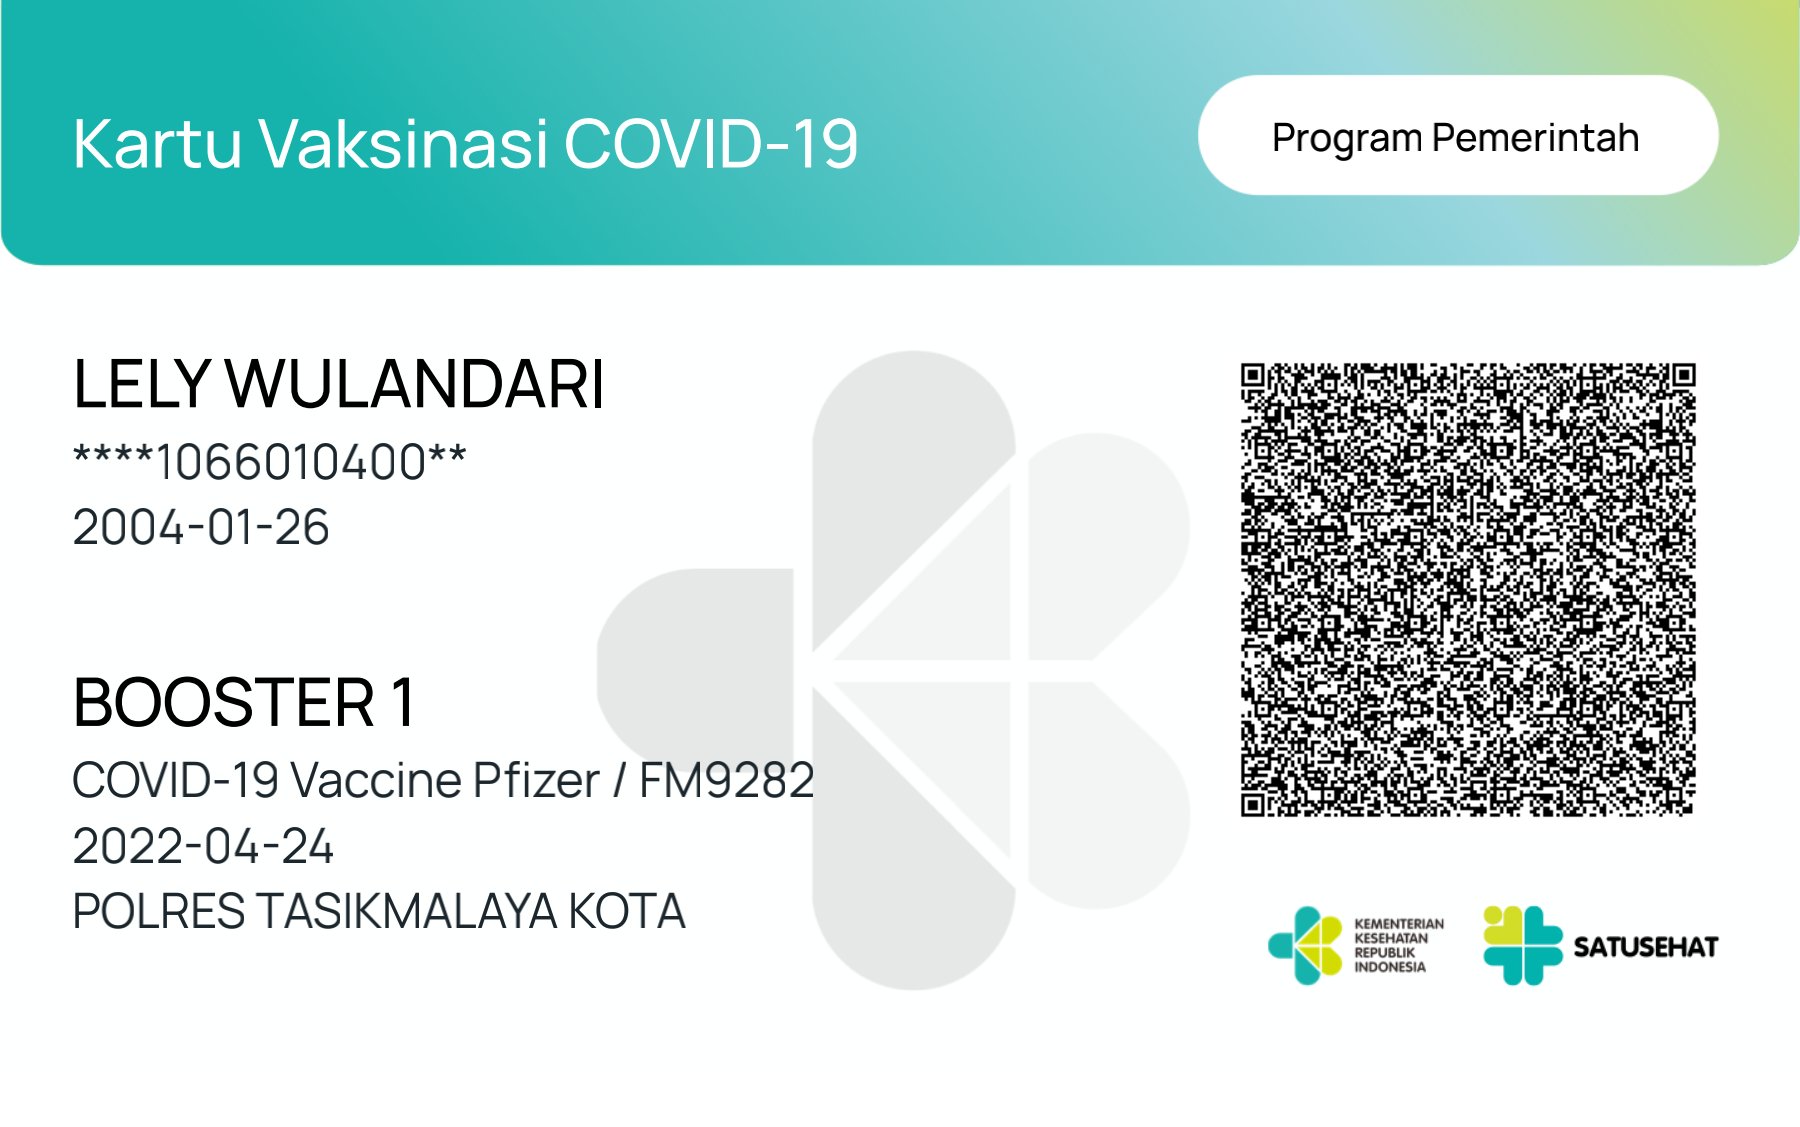 Kartu Vaksinasi COVID-19
Program Pemerintah
LELY WULANDARI
****1066010400**
2004-01-26
BOOSTER 1
COVID-19 Vaccine Pfizer / FM9282
2022-04-24
POLRES TASIKMALAYA KOTA
KEMENTERIAN
KESEHATAN
REPUBLIK
INDONESIA
SATUSEHAT